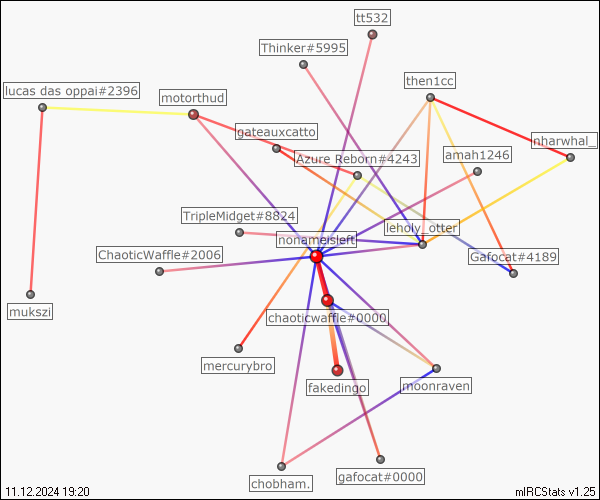 tt532
Thinker#5995
then1cc
lucas das oppai#2396
motorthud
gateauxcatto
nharwhal_
amah1246
Azure Reborn#4243
TripleMidget#8824
leholy_otter
nonameisleft
ChaoticWaffle#2006
Gafocat#4189
mukszi
chaoticwaffle#0000
mercurybro
fakedingo
moonraven
gafocat#0000
chobham.
11.12.2024 19:20
mIRCStats v1.25